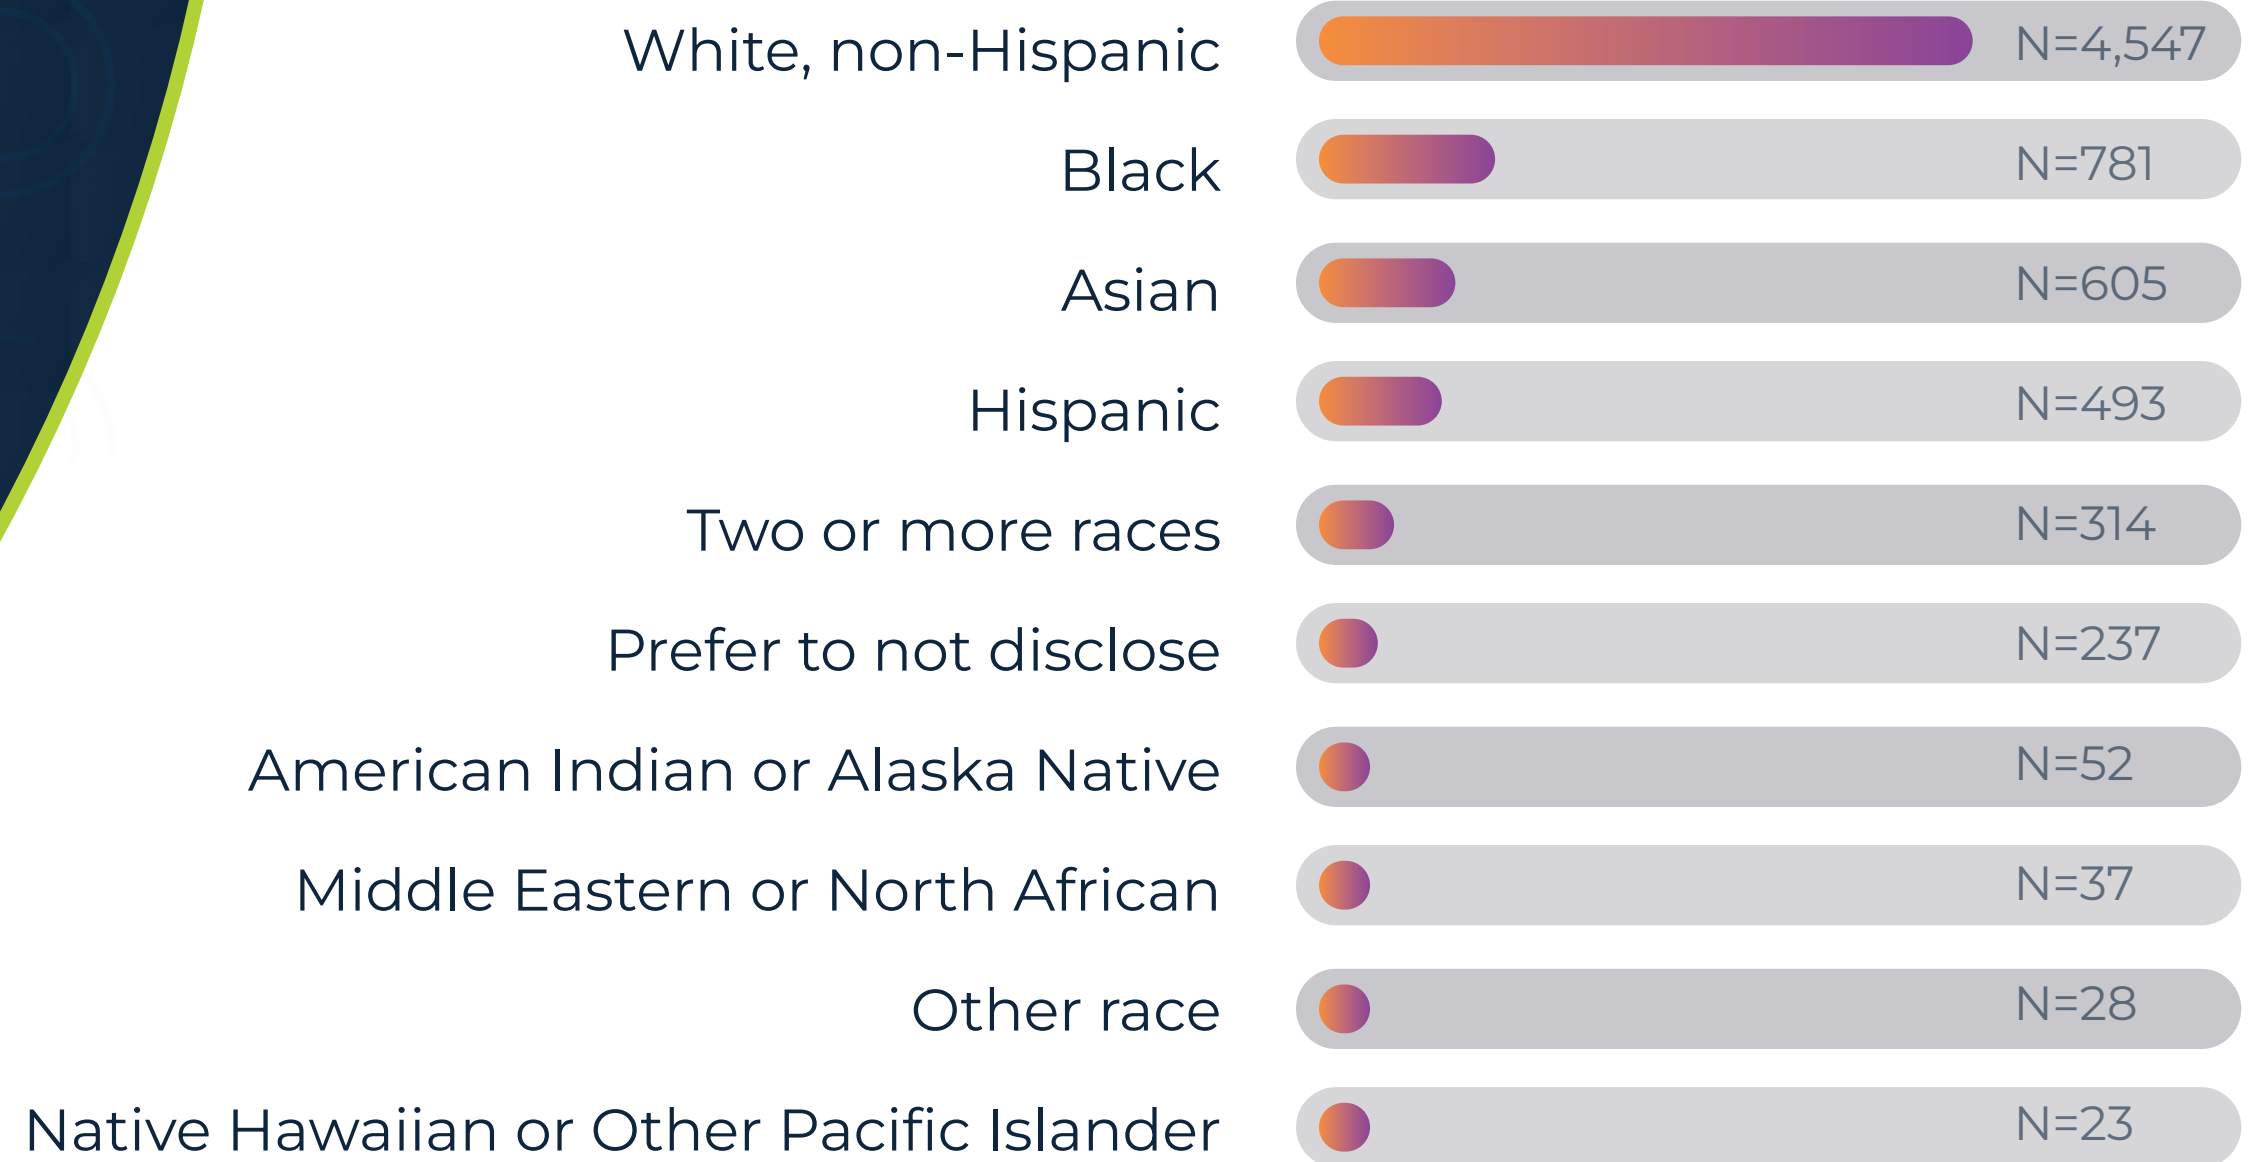 White, non-Hispanic N=4,547
Black N=781
Asian N=605
Hispanic N=493
Two or more races N=314
Prefer to not disclose N=237
American Indian or Alaska Native N=52
Middle Eastern or North African N=37
Other race N=28
Native Hawaiian or Other Pacific Islander N=23